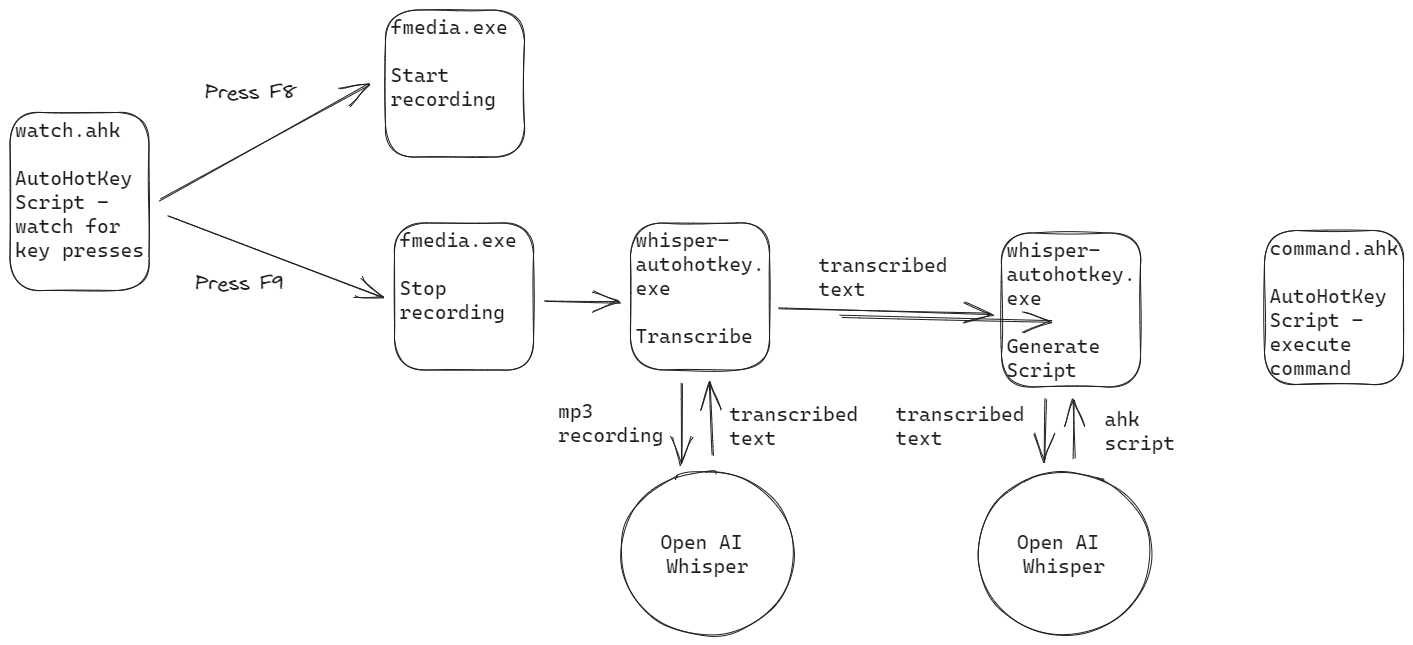 fmedia.exe
Start
recording
Press F8
watch.ahk
AutoHotKey
Script -
watch for
key presses
Press F9
fmedia.exe
Stop
recording
whisper-
autohotkey.
exe
Transcribe
transcribed
text
whisper-
autohotkey.
exe
Generate
Script
command.ahk
AutoHotKey
Script -
execute
command
mp3
recording
transcribed
text
transcribed
text
ahk
script
Open AI
Whisper
Open AI
Whisper